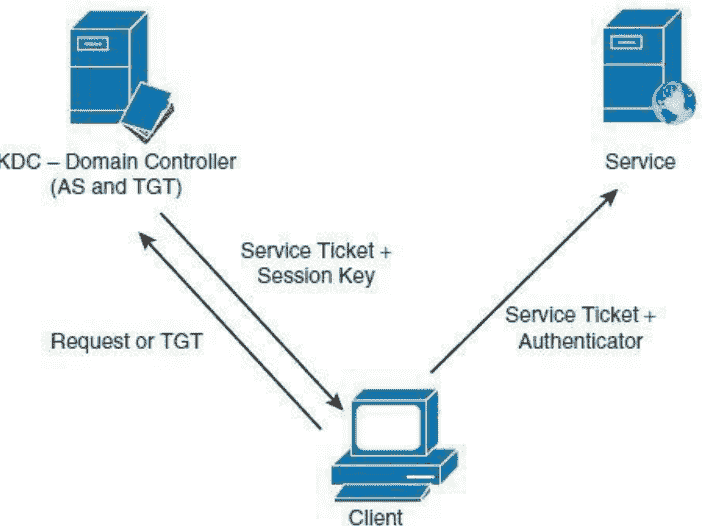 KDC – Domain Controller
(AS and TGT)
Service
Service Ticket +
Session Key
Request or TGT
Service Ticket +
Authenticator
Client